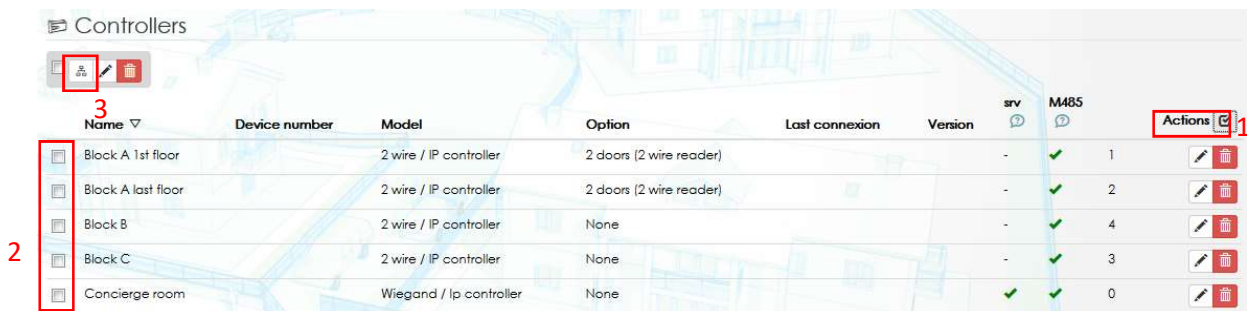 Controllers
3
srv M485
Name ▽ Device number Model Option Last connexion Version ? ? Actions 1
Block A 1st floor 2 wire / IP controller 2 doors (2 wire reader) - ✔ 1
Block A last floor 2 wire / IP controller 2 doors (2 wire reader) - ✔ 2
Block B 2 wire / IP controller None - ✔ 4
2
Block C 2 wire / IP controller None - ✔ 3
Concierge room Wiegand / Ip controller None ✔ ✔ 0